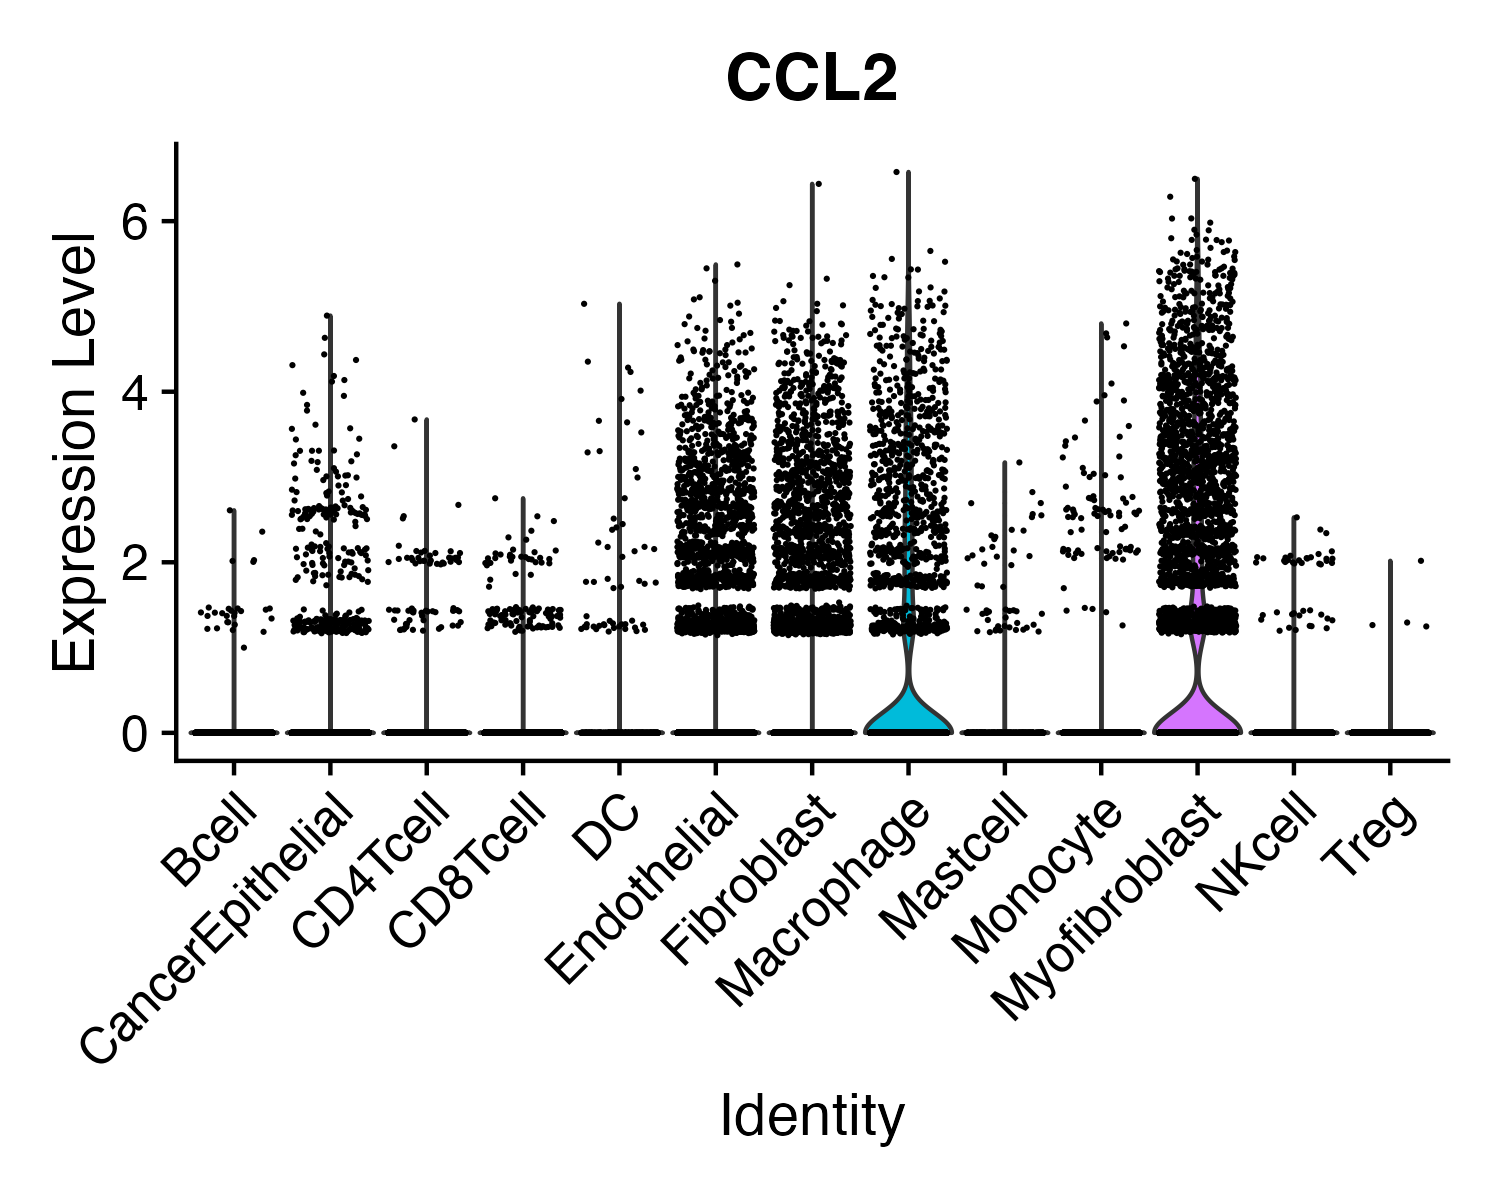 CCL2
Expression Level
6
4
2
0
Bcell
CancerEpithelial
CD4Tcell
CD8Tcell
DC
Endothelial
Fibroblast
Macrophage
Mastcell
Monocyte
Myofibroblast
NKcell
Treg
Identity